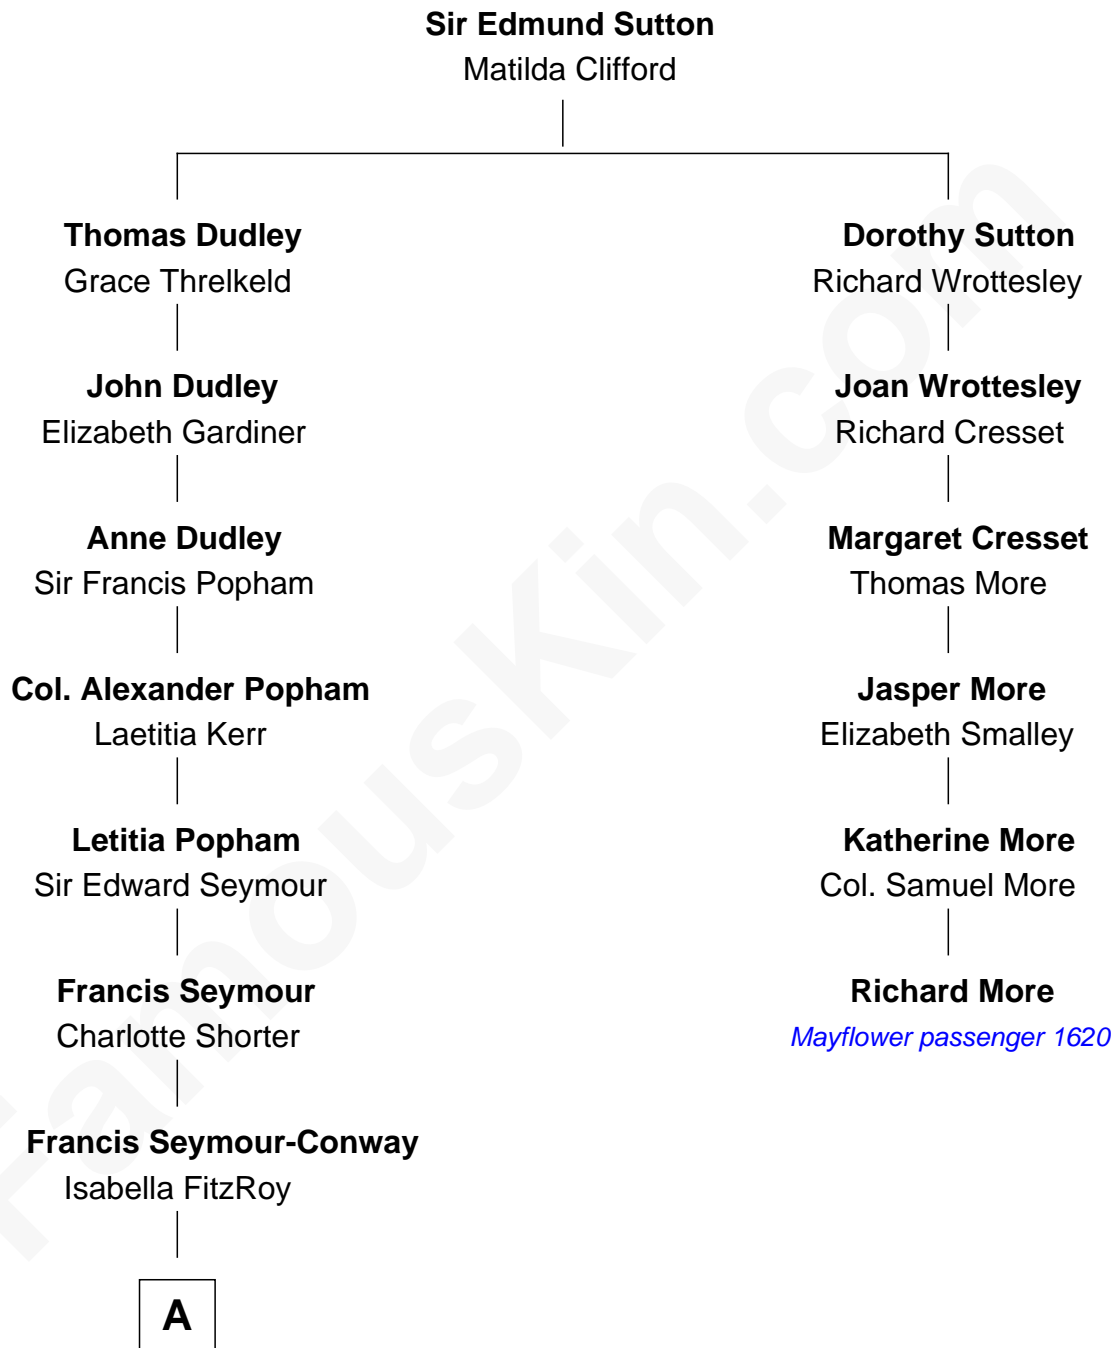 Sir Edmund Sutton
Matilda Clifford
Thomas Dudley
Grace Threlkeld
Dorothy Sutton
Richard Wrottesley
John Dudley
Elizabeth Gardiner
Joan Wrottesley
Richard Cresset
Anne Dudley
Sir Francis Popham
Margaret Cresset
Thomas More
Col. Alexander Popham
Laetitia Kerr
Jasper More
Elizabeth Smalley
Letitia Popham
Sir Edward Seymour
Katherine More
Col. Samuel More
Francis Seymour
Charlotte Shorter
Richard More
Mayflower passenger 1620
Francis Seymour-Conway
Isabella FitzRoy
A
FamousKin.com